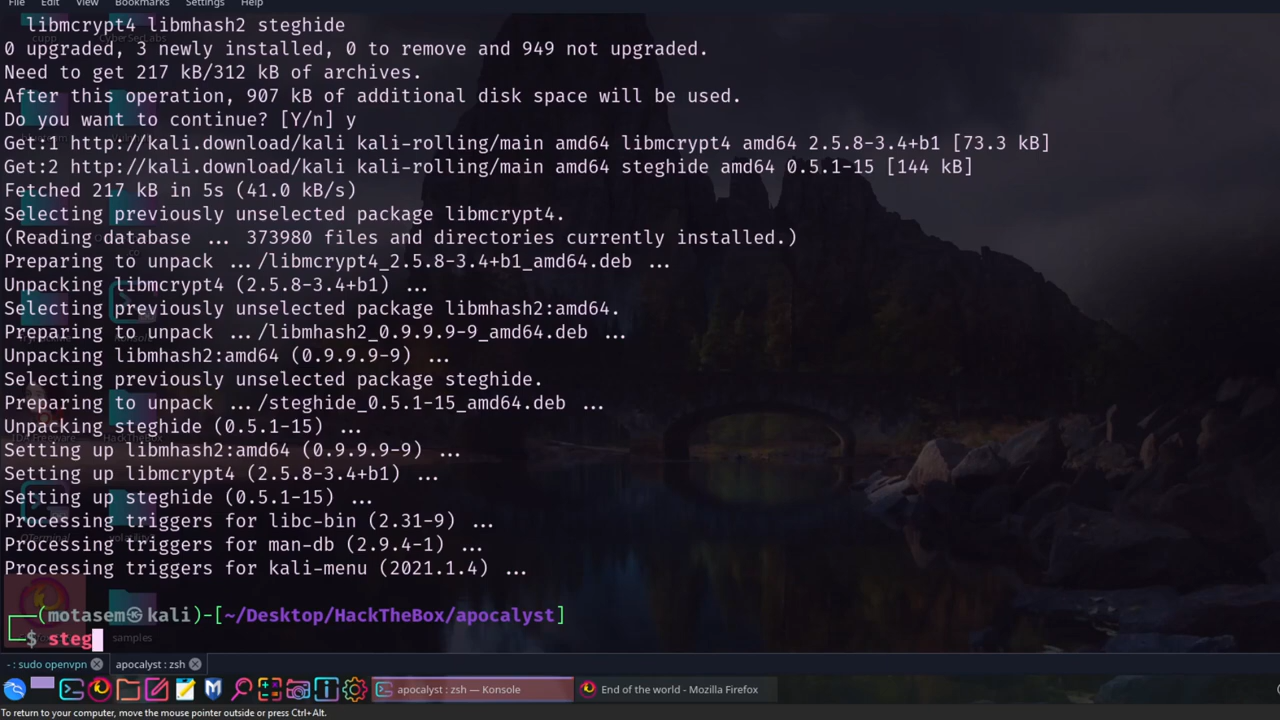 File Edit View Bookmarks Settings Help
libmcrypt4 libmhash2 steghide
0 upgraded, 3 newly installed, 0 to remove and 949 not upgraded.
Need to get 217 kB/312 kB of archives.
After this operation, 907 kB of additional disk space will be used.
Do you want to continue? [Y/n] y
Get:1 http://kali.download/kali kali-rolling/main amd64 libmcrypt4 amd64 2.5.8-3.4+b1 [73.3 kB]
Get:2 http://kali.download/kali kali-rolling/main amd64 steghide amd64 0.5.1-15 [144 kB]
Fetched 217 kB in 5s (41.0 kB/s)
Selecting previously unselected package libmcrypt4.
(Reading database ... 373980 files and directories currently installed.)
Preparing to unpack .../libmcrypt4_2.5.8-3.4+b1_amd64.deb ...
Unpacking libmcrypt4 (2.5.8-3.4+b1) ...
Selecting previously unselected package libmhash2:amd64.
Preparing to unpack .../libmhash2_0.9.9.9-9_amd64.deb ...
Unpacking libmhash2:amd64 (0.9.9.9-9) ...
Selecting previously unselected package steghide.
Preparing to unpack .../steghide_0.5.1-15_amd64.deb ...
Unpacking steghide (0.5.1-15) ...
Setting up libmhash2:amd64 (0.9.9.9-9) ...
Setting up libmcrypt4 (2.5.8-3.4+b1) ...
Setting up steghide (0.5.1-15) ...
Processing triggers for libc-bin (2.31-9) ...
Processing triggers for man-db (2.9.4-1) ...
Processing triggers for kali-menu (2021.1.4) ...
(motasem㉿kali)-[~/Desktop/HackTheBox/apocalyst]
$ steg
samples
- : sudo openvpn apocalyst : zsh
apocalyst : zsh — Konsole End of the world - Mozilla Firefox
To return to your computer, move the mouse pointer outside or press Ctrl+Alt.